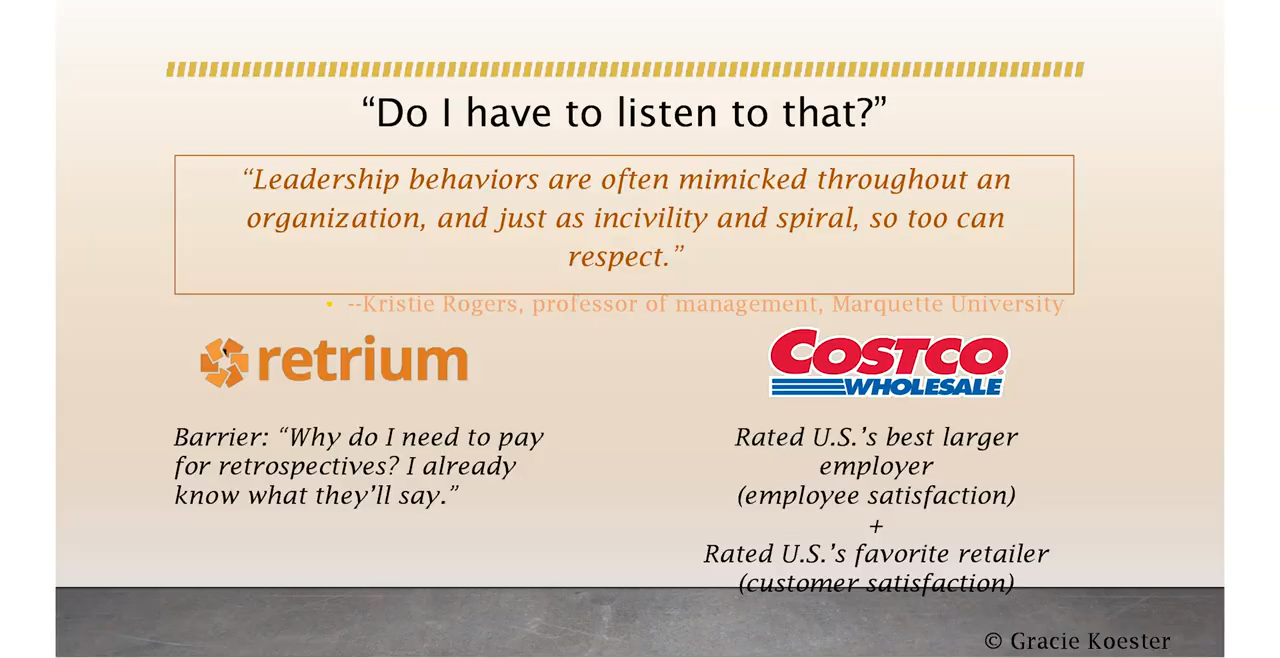 “Do I have to listen to that?”
“Leadership behaviors are often mimicked throughout an
organization, and just as incivility and spiral, so too can
respect.”
--Kristie Rogers, professor of management, Marquette University
retrium
COSTCO
WHOLESALE
Barrier: “Why do I need to pay
for retrospectives? I already
know what they’ll say.”
Rated U.S.’s best larger
employer
(employee satisfaction)
+
Rated U.S.’s favorite retailer
(customer satisfaction)
© Gracie Koester